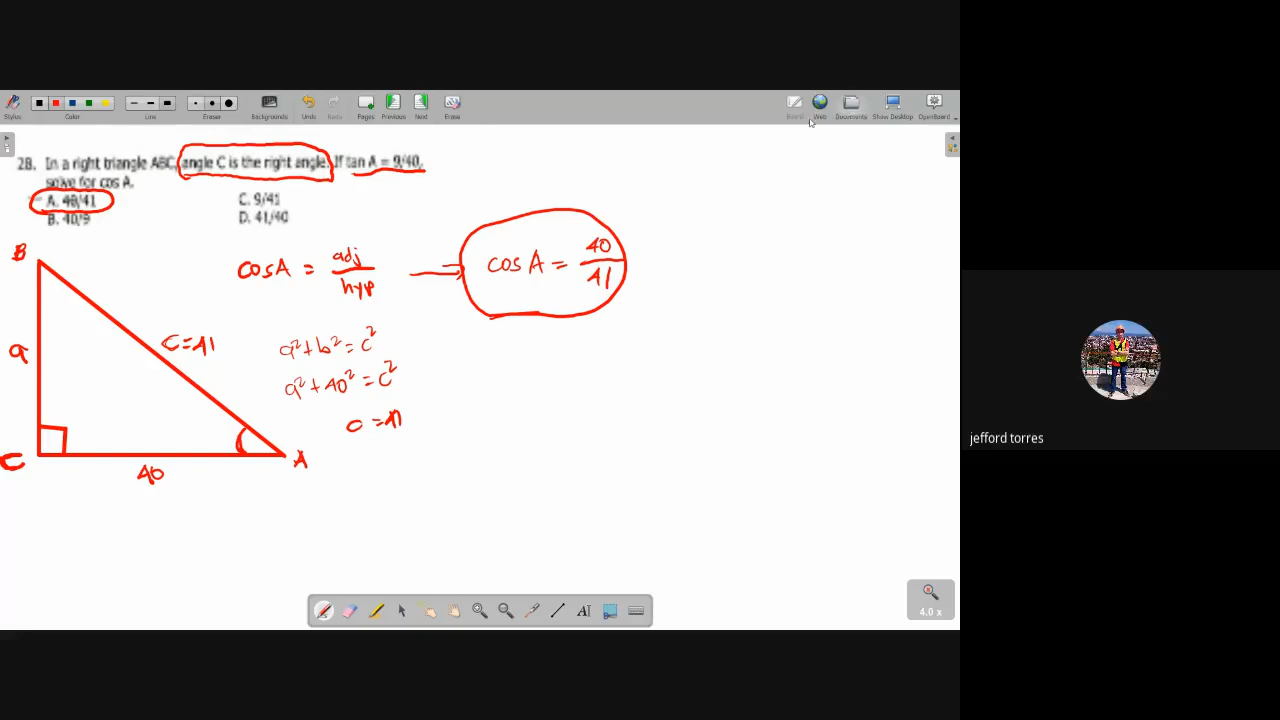 Stylus
Color
Line
Eraser
Backgrounds
Undo
Redo
Pages
Previous
Next
Erase
Board
Web
Documents
Show Desktop
OpenBoard
28. In a right triangle ABC, angle C is the right angle. If tan A = 9/40,
solve for cos A.
A. 40/41
C. 9/41
B. 40/9
D. 41/40
B
cosA = adj/hyp
cosA = 40/41
a
c=41
a²+b²=c²
a²+40²=c²
c=41
C
40
A
AI
4.0 x
jefford torres